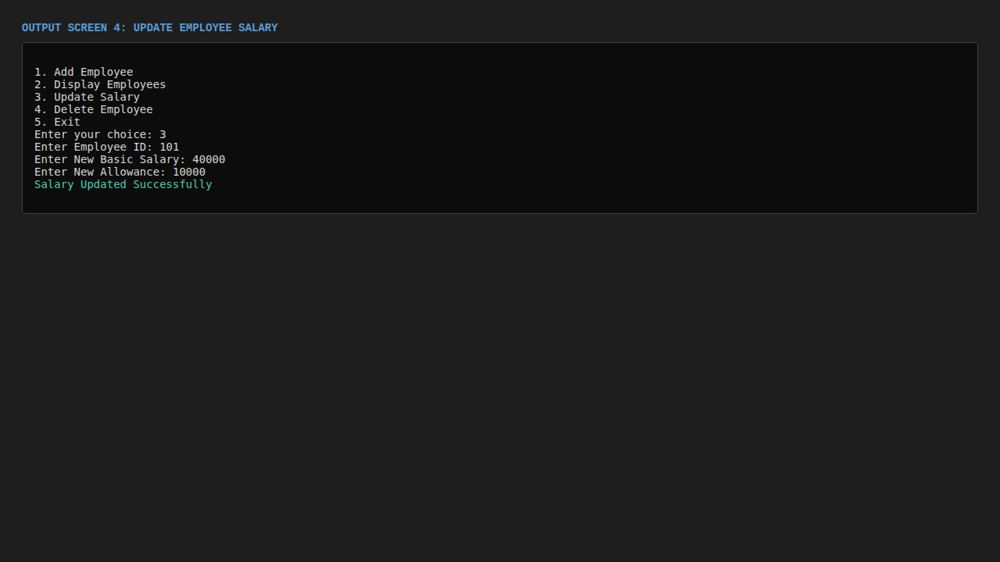 OUTPUT SCREEN 4: UPDATE EMPLOYEE SALARY
1. Add Employee
2. Display Employees
3. Update Salary
4. Delete Employee
5. Exit
Enter your choice: 3
Enter Employee ID: 101
Enter New Basic Salary: 40000
Enter New Allowance: 10000
Salary Updated Successfully